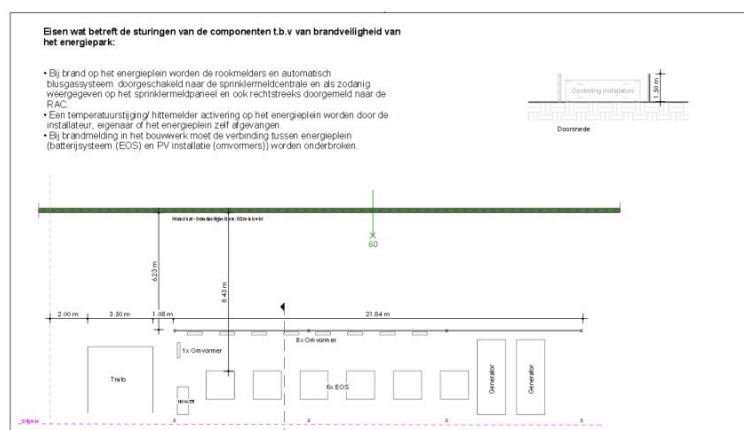 Eisen wat betreft de sturingen van de componenten t.b.v van brandveiligheid van
het energiepark:
• Bij brand op het energieplein worden de rookmelders en automatisch
blusgassysteem doorgeschakeld naar de sprinklermeldcentrale en als zodanig
weergegeven op het sprinklermeldpaneel en ook rechtstreeks doorgemeld naar de
RAC.
• Een temperatuurstijging/ hittemelder activering op het energieplein worden door de
installateur, eigenaar of het energieplein zelf afgevangen.
• Bij brandmelding in het bouwwerk moet de verbinding tussen energieplein
(batterijsysteem (EOS) en PV installatie (omvormers)) worden onderbroken.
Opstelling installaties
1.50 m
Doorsnede
60
6.23 m
8.43 m
2.00 m
3.50 m
1.08 m
21.84 m
8x Omvormer
1x Omvormer
Trafo
6x EOS
Generator
Generator